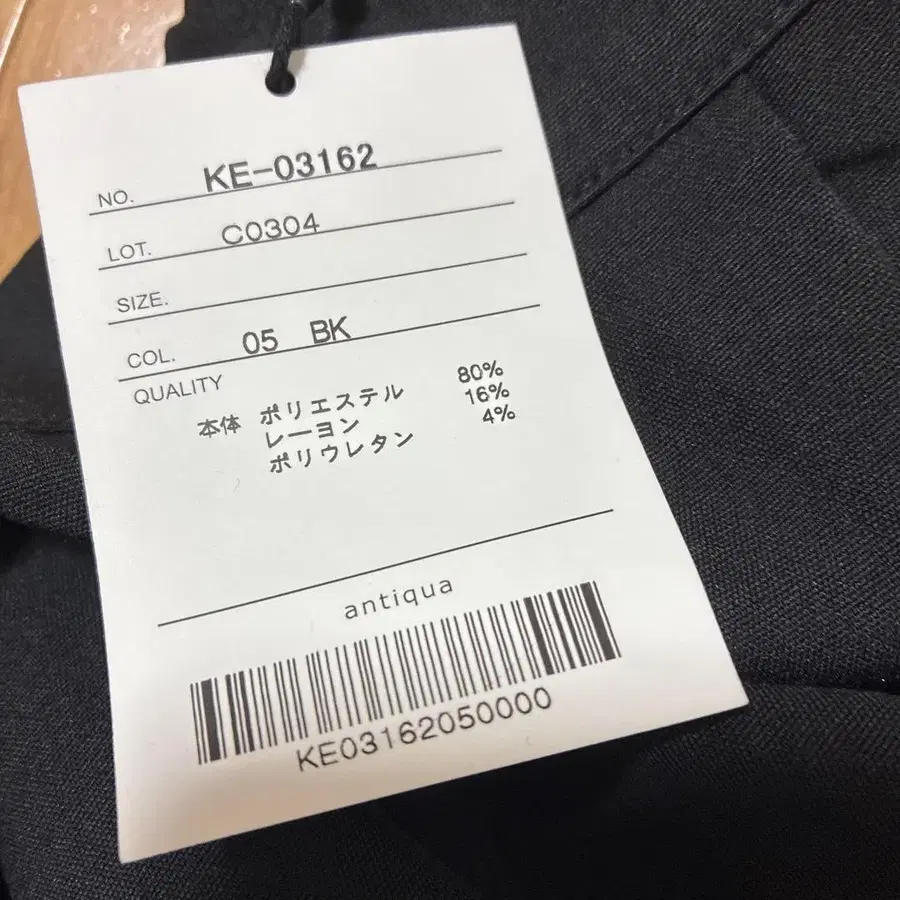 NO. KE-03162
LOT. C0304
SIZE.
COL. 05 BK
QUALITY
本体 ポリエステル 80%
レーヨン 16%
ポリウレタン 4%
antiqua
KE03162050000